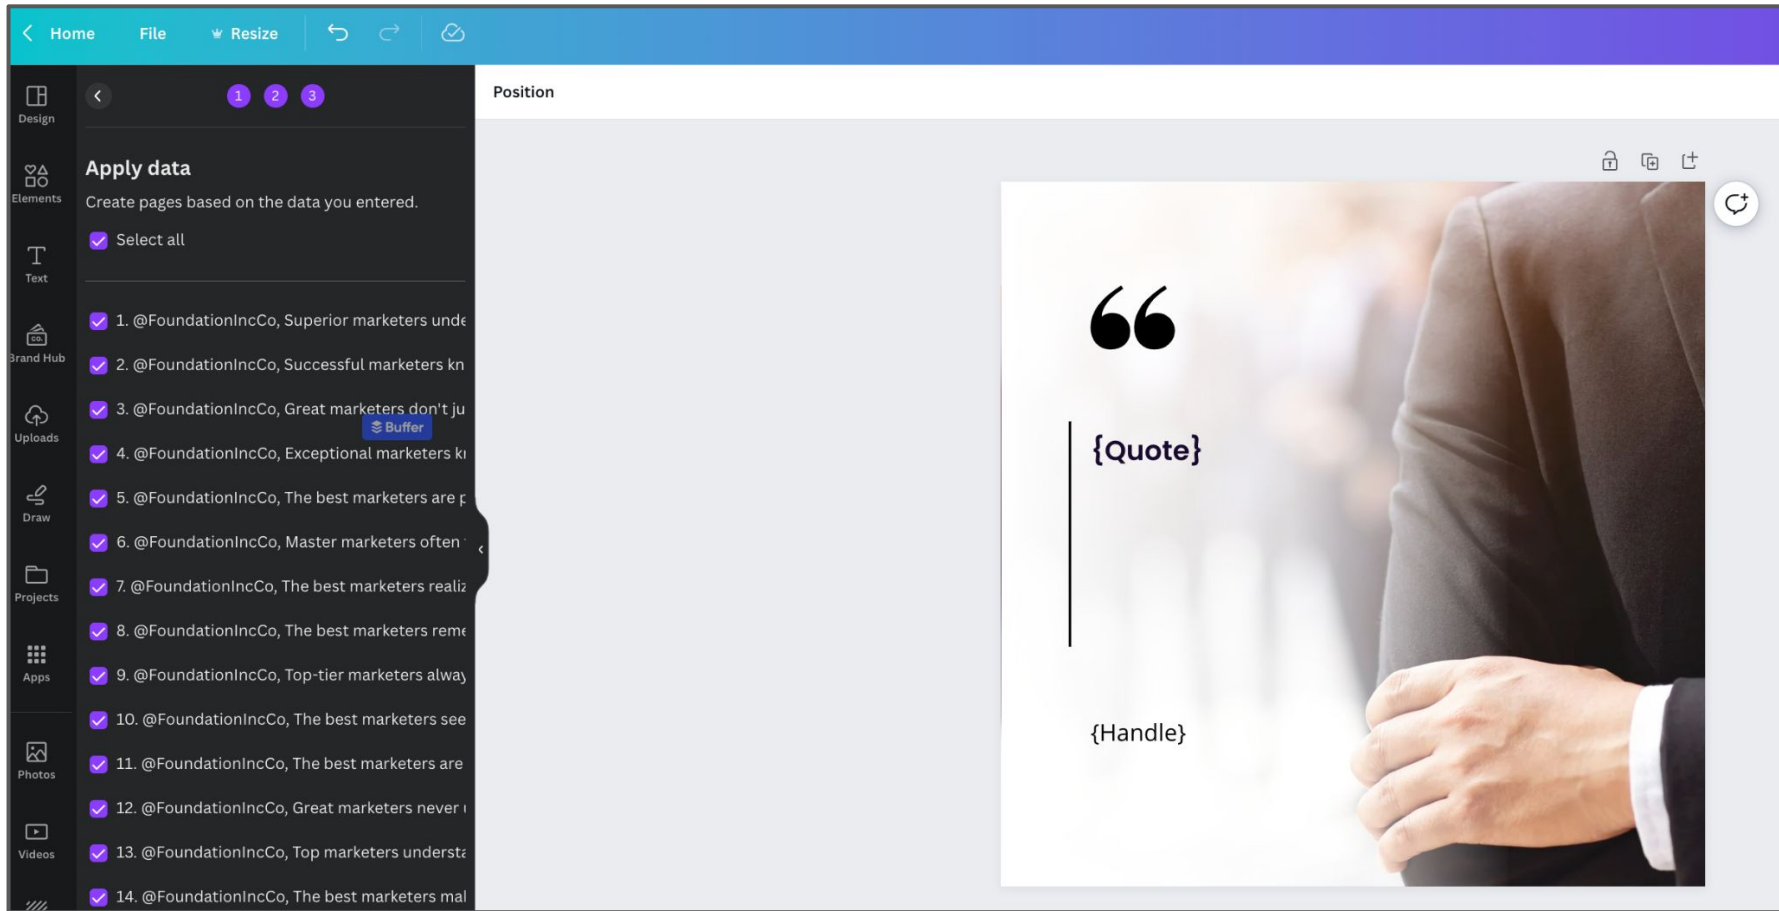 Home File Resize
Design
Elements
Text
Brand Hub
CO.
Uploads
Draw
Projects
Apps
Photos
Videos
1 2 3
Apply data
Create pages based on the data you entered.
Select all
1. @FoundationIncCo, Superior marketers unde
2. @FoundationIncCo, Successful marketers kn
3. @FoundationIncCo, Great marketers don't ju
Buffer
4. @FoundationIncCo, Exceptional marketers k
5. @FoundationIncCo, The best marketers are p
6. @FoundationIncCo, Master marketers often
7. @FoundationIncCo, The best marketers realiz
8. @FoundationIncCo, The best marketers reme
9. @FoundationIncCo, Top-tier marketers alway
10. @FoundationIncCo, The best marketers see
11. @FoundationIncCo, The best marketers are
12. @FoundationIncCo, Great marketers never
13. @FoundationIncCo, Top marketers understa
14. @FoundationIncCo, The best marketers mal
Position
“
{Quote}
{Handle}